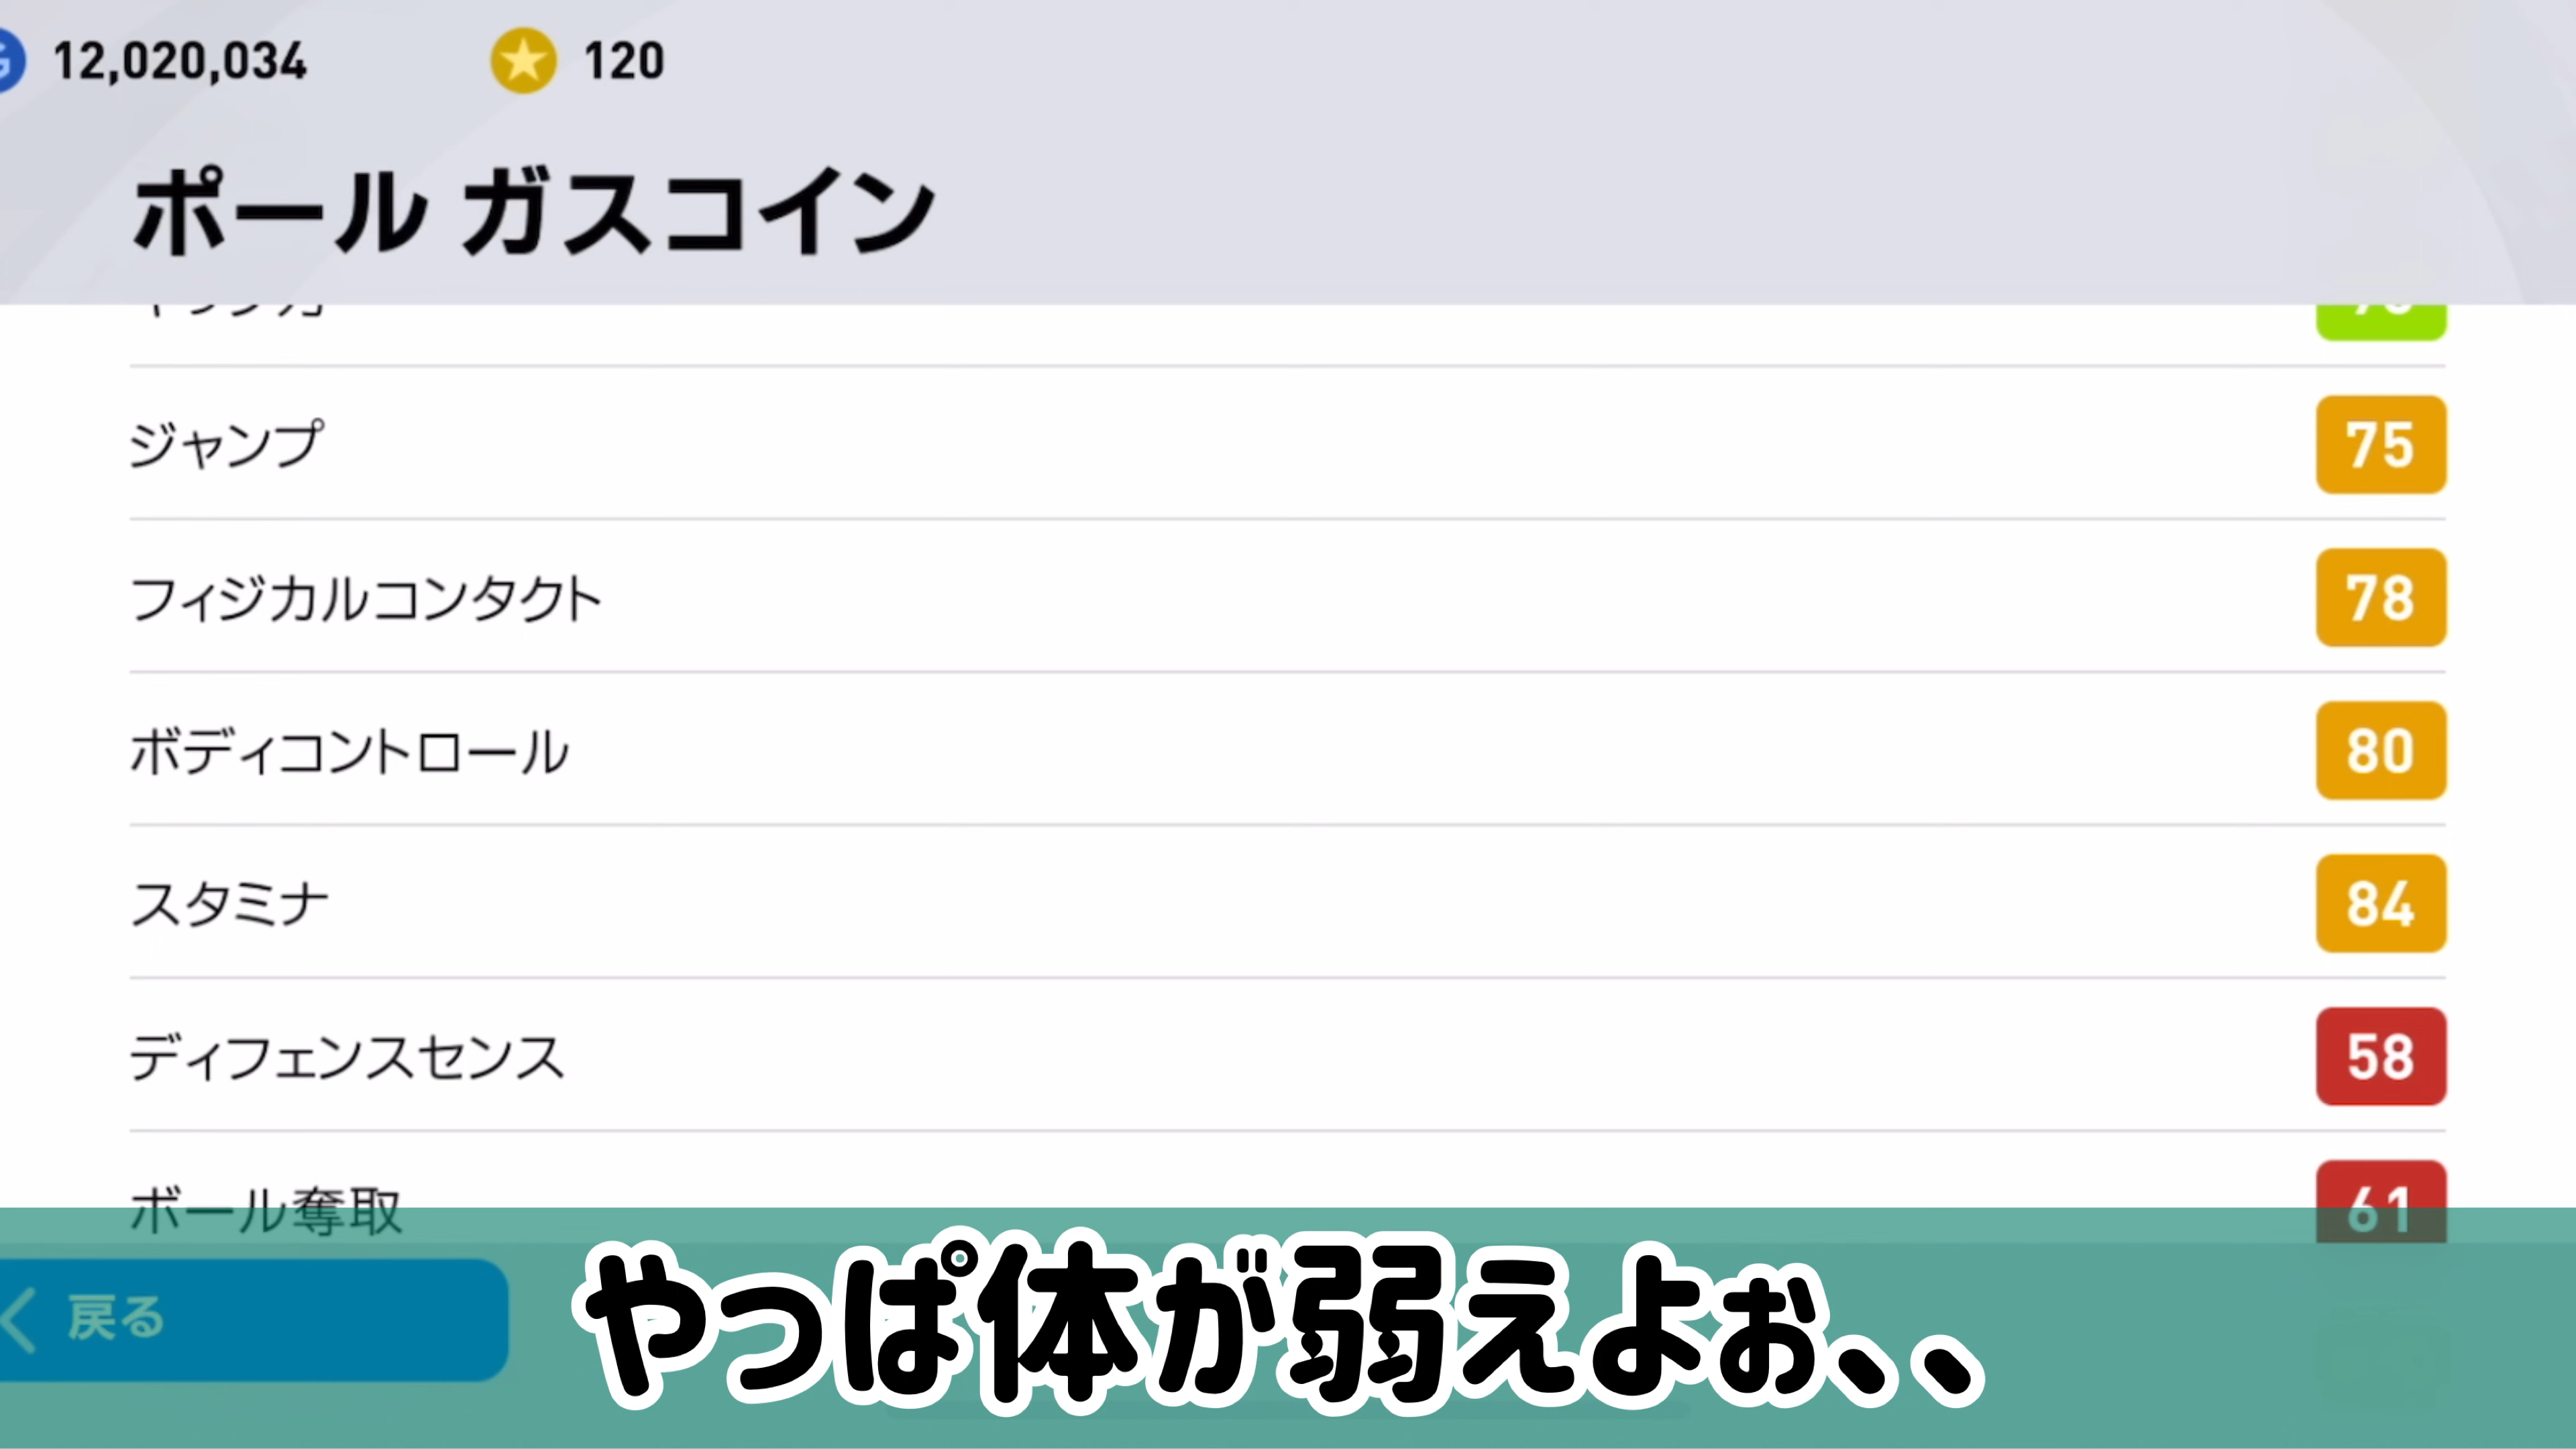 12,020,034 120
ポール ガスコイン
ジャンプ 75
フィジカルコンタクト 78
ボディコントロール 80
スタミナ 84
ディフェンスセンス 58
ボール奪取 61
戻る
やっぱ体が弱えよぉ、、